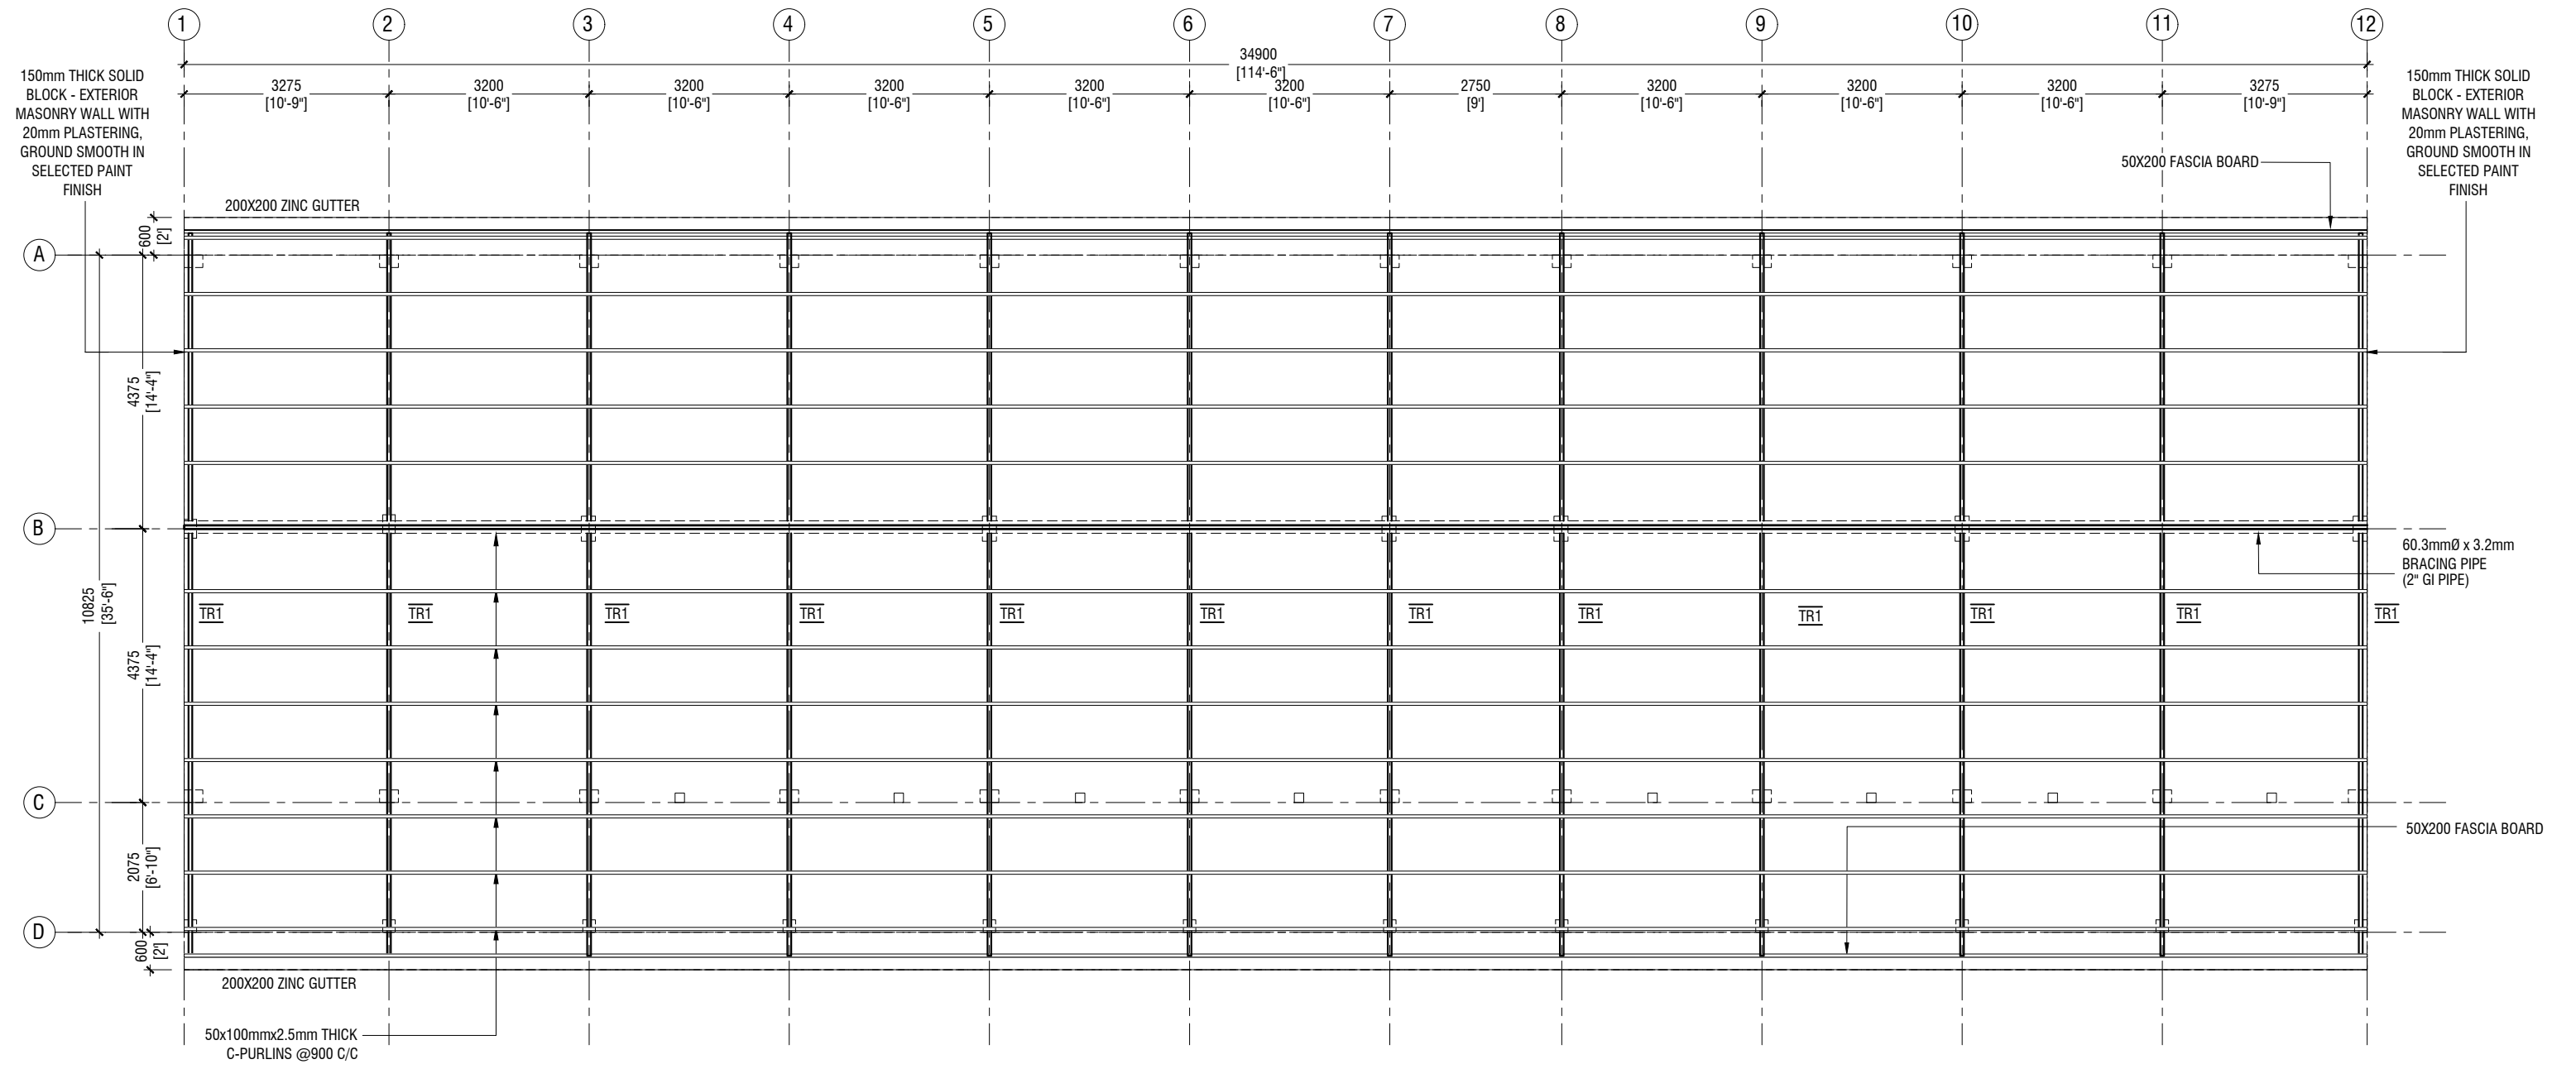 1
2
3
4
5
6
7
8
9
10
11
12
34900
[114'-6"]
3275
[10'-9"]
3200
[10'-6"]
3200
[10'-6"]
3200
[10'-6"]
3200
[10'-6"]
3200
[10'-6"]
2750
[9']
3200
[10'-6"]
3200
[10'-6"]
3200
[10'-6"]
3275
[10'-9"]
150mm THICK SOLID
BLOCK - EXTERIOR
MASONRY WALL WITH
20mm PLASTERING,
GROUND SMOOTH IN
SELECTED PAINT
FINISH
150mm THICK SOLID
BLOCK - EXTERIOR
MASONRY WALL WITH
20mm PLASTERING,
GROUND SMOOTH IN
SELECTED PAINT
FINISH
50X200 FASCIA BOARD
200X200 ZINC GUTTER
600
[2']
A
4375
[14'-4"]
B
60.3mmØ x 3.2mm
BRACING PIPE
(2" GI PIPE)
10825
[35'-6"]
TR1
TR1
TR1
TR1
TR1
TR1
TR1
TR1
TR1
TR1
TR1
TR1
4375
[14'-4"]
C
50X200 FASCIA BOARD
2075
[6'-10"]
D
600
[2']
200X200 ZINC GUTTER
50x100mmx2.5mm THICK
C-PURLINS @900 C/C